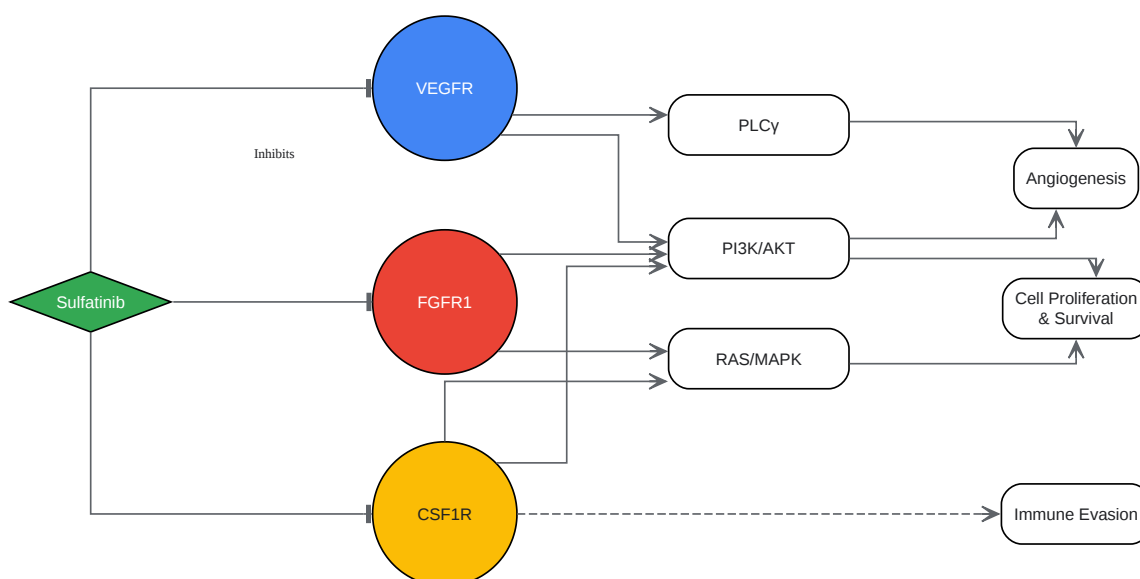 VEGFR
PLCγ
Inhibits
Angiogenesis
PI3K/AKT
Sulfatinib
FGFR1
Cell Proliferation
& Survival
RAS/MAPK
CSF1R
Immune Evasion